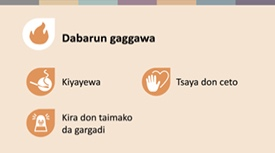 Dabarun gaggawa
Kiyayewa
Tsaya don ceto
Kira don taimako
da gargadi